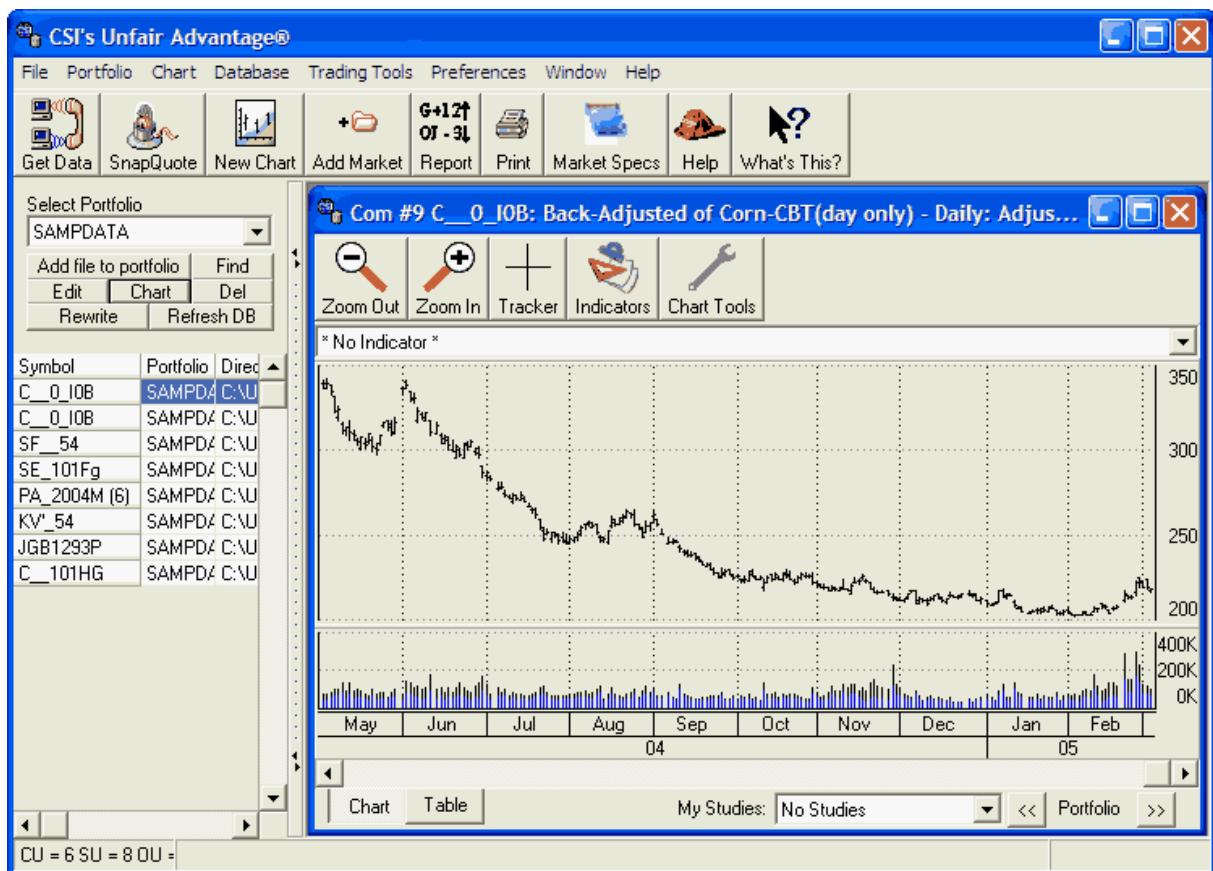 CSI's Unfair Advantage®
File Portfolio Chart Database Trading Tools Preferences Window Help
G+12↑
OI - 3↓
Get Data SnapQuote New Chart Add Market Report Print Market Specs Help What's This?
Select Portfolio
SAMPDATA
Add file to portfolio Find
Edit Chart Del
Rewrite Refresh DB
Symbol Portfolio Direc
C__0_I0B SAMPDA C:\U
C__0_I0B SAMPDA C:\U
SF__54 SAMPDA C:\U
SE_101Fg SAMPDA C:\U
PA_2004M (6) SAMPDA C:\U
KV'_54 SAMPDA C:\U
JGB1293P SAMPDA C:\U
C__101HG SAMPDA C:\U
Com #9 C__0_I0B: Back-Adjusted of Corn-CBT(day only) - Daily: Adjus...
Zoom Out Zoom In Tracker Indicators Chart Tools
* No Indicator *
350
300
250
200
400K
200K
0K
May Jun Jul Aug Sep Oct Nov Dec Jan Feb
04 05
Chart Table My Studies: No Studies << Portfolio >>
CU = 6 SU = 8 OU =